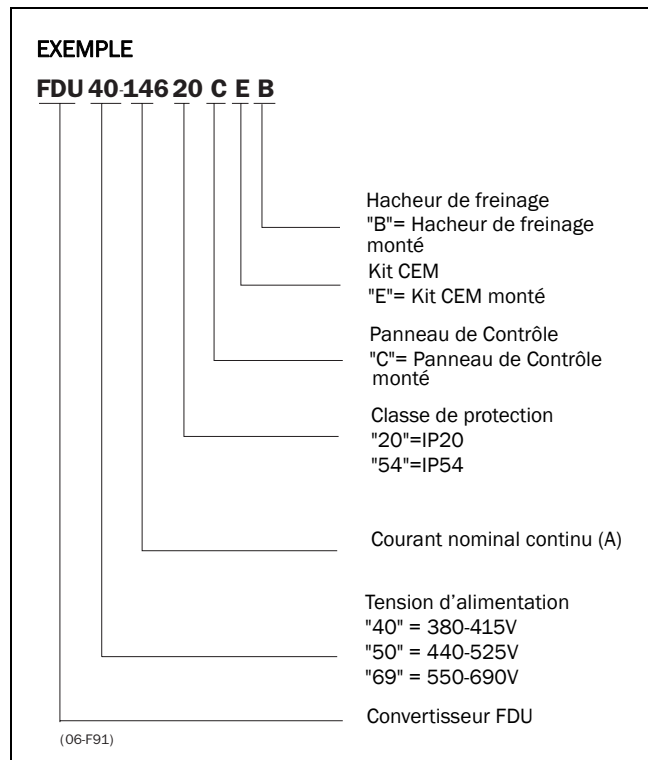 EXEMPLE
FDU 40-146 20 C E B
Hacheur de freinage
"B"= Hacheur de freinage
monté
Kit CEM
"E"= Kit CEM monté
Panneau de Contrôle
"C"= Panneau de Contrôle
monté
Classe de protection
"20"=IP20
"54"=IP54
Courant nominal continu (A)
Tension d'alimentation
"40" = 380-415V
"50" = 440-525V
"69" = 550-690V
Convertisseur FDU
(06-F91)